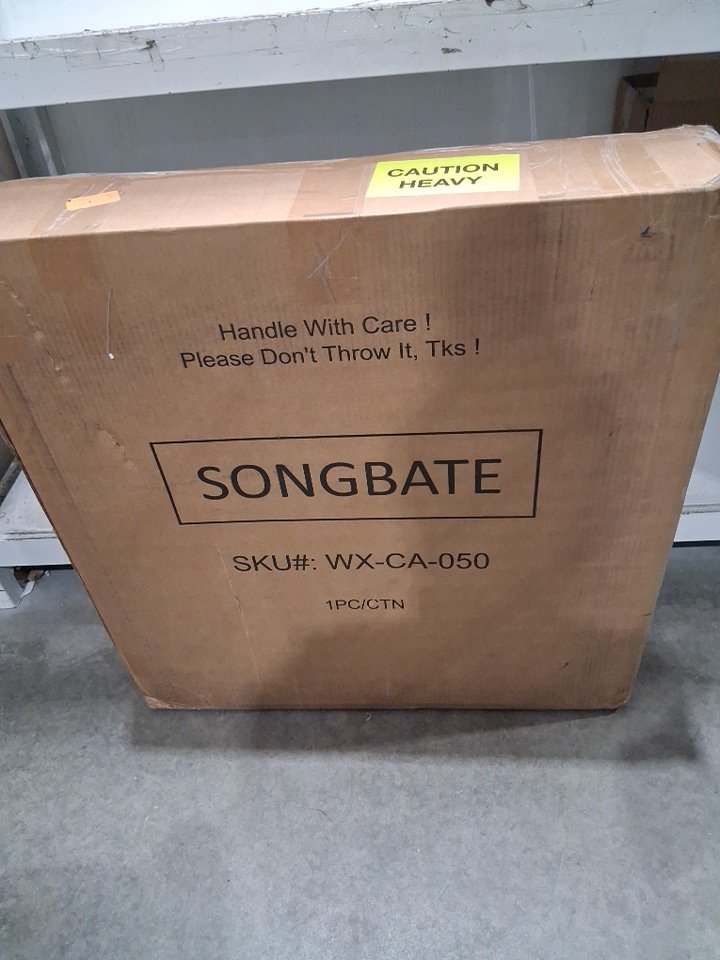 CAUTION
HEAVY
Handle With Care !
Please Don't Throw It, Tks !
SONGBATE
SKU#: WX-CA-050
1PC/CTN